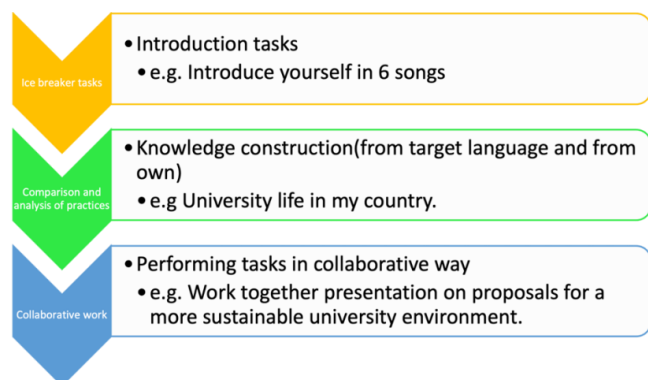 Ice breaker tasks
• Introduction tasks
• e.g. Introduce yourself in 6 songs
Comparison and
analysis of practices
• Knowledge construction(from target language and from
own)
• e.g University life in my country.
Collaborative work
• Performing tasks in collaborative way
• e.g. Work together presentation on proposals for a
more sustainable university environment.